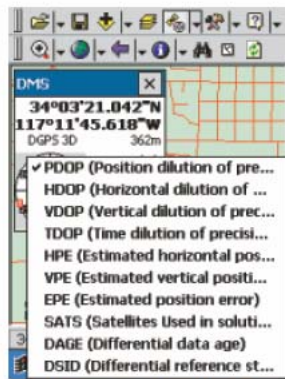 DMS
34°03'21.042"N
117°11'45.618"W
DGPS 3D 362m
PDOP (Position dilution of pre...
HDOP (Horizontal dilution of ...
VDOP (Vertical dilution of prec...
TDOP (Time dilution of precisi...
HPE (Estimated horizontal pos...
VPE (Estimated vertical positi...
EPE (Estimated position error)
SATS (Satellites Used in soluti...
DAGE (Differential data age)
DSID (Differential reference st...